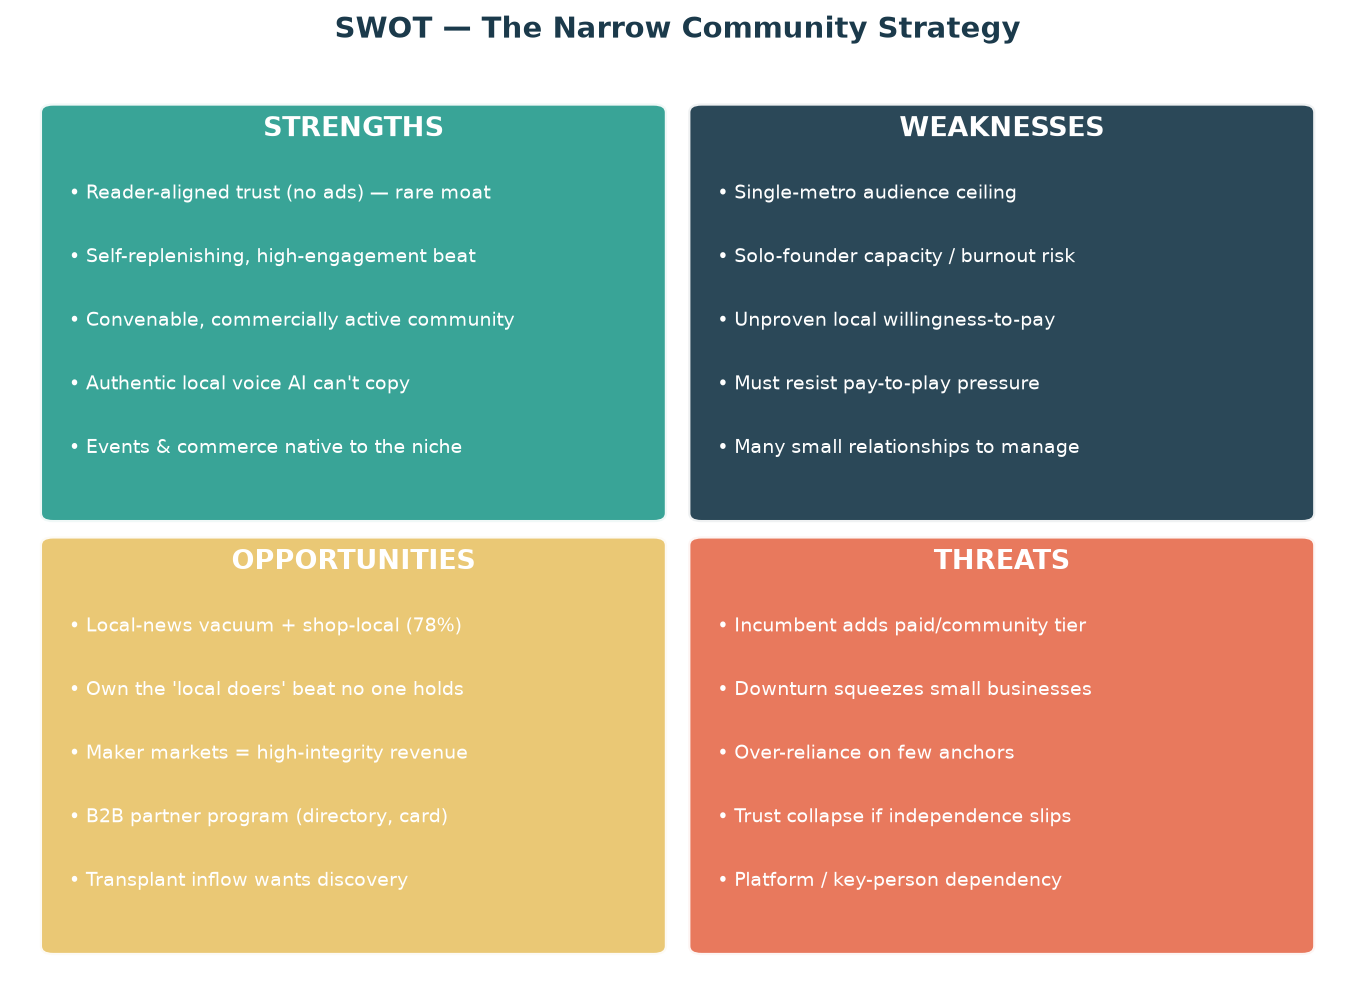 SWOT — The Narrow Community Strategy
STRENGTHS
• Reader-aligned trust (no ads) — rare moat
• Self-replenishing, high-engagement beat
• Convenable, commercially active community
• Authentic local voice AI can't copy
• Events & commerce native to the niche
WEAKNESSES
• Single-metro audience ceiling
• Solo-founder capacity / burnout risk
• Unproven local willingness-to-pay
• Must resist pay-to-play pressure
• Many small relationships to manage
OPPORTUNITIES
• Local-news vacuum + shop-local (78%)
• Own the 'local doers' beat no one holds
• Maker markets = high-integrity revenue
• B2B partner program (directory, card)
• Transplant inflow wants discovery
THREATS
• Incumbent adds paid/community tier
• Downturn squeezes small businesses
• Over-reliance on few anchors
• Trust collapse if independence slips
• Platform / key-person dependency